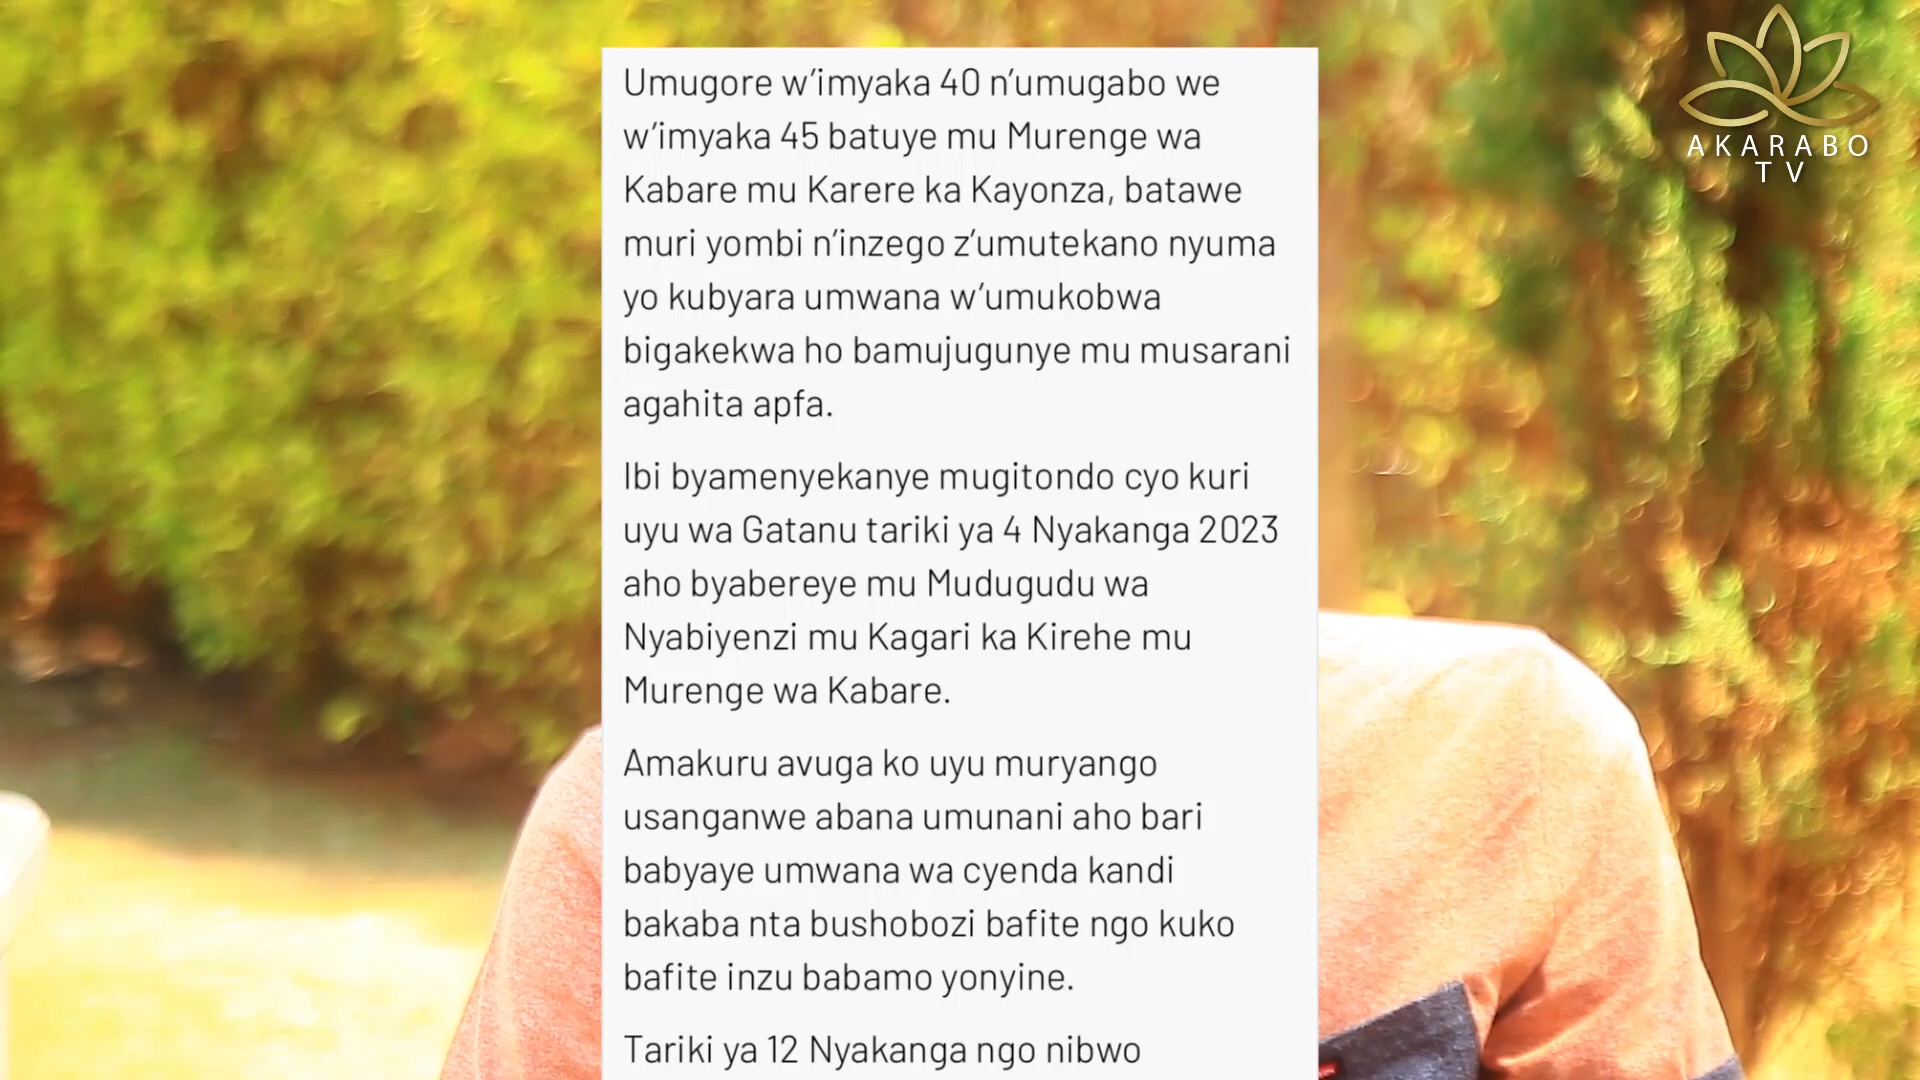 Umugore w’imyaka 40 n’umugabo we
w’imyaka 45 batuye mu Murenge wa
Kabare mu Karere ka Kayonza, batawe
muri yombi n’inzego z’umutekano nyuma
yo kubyara umwana w’umukobwa
bigakekwa ho bamujugunye mu musarani
agahita apfa.
Ibi byamenyekanye mugitondo cyo kuri
uyu wa Gatanu tariki ya 4 Nyakanga 2023
aho byabereye mu Mudugudu wa
Nyabiyenzi mu Kagari ka Kirehe mu
Murenge wa Kabare.
Amakuru avuga ko uyu muryango
usanganwe abana umunani aho bari
babyaye umwana wa cyenda kandi
bakaba nta bushobozi bafite ngo kuko
bafite inzu babamo yonyine.
Tariki ya 12 Nyakanga ngo nibwo
AKARABO
TV